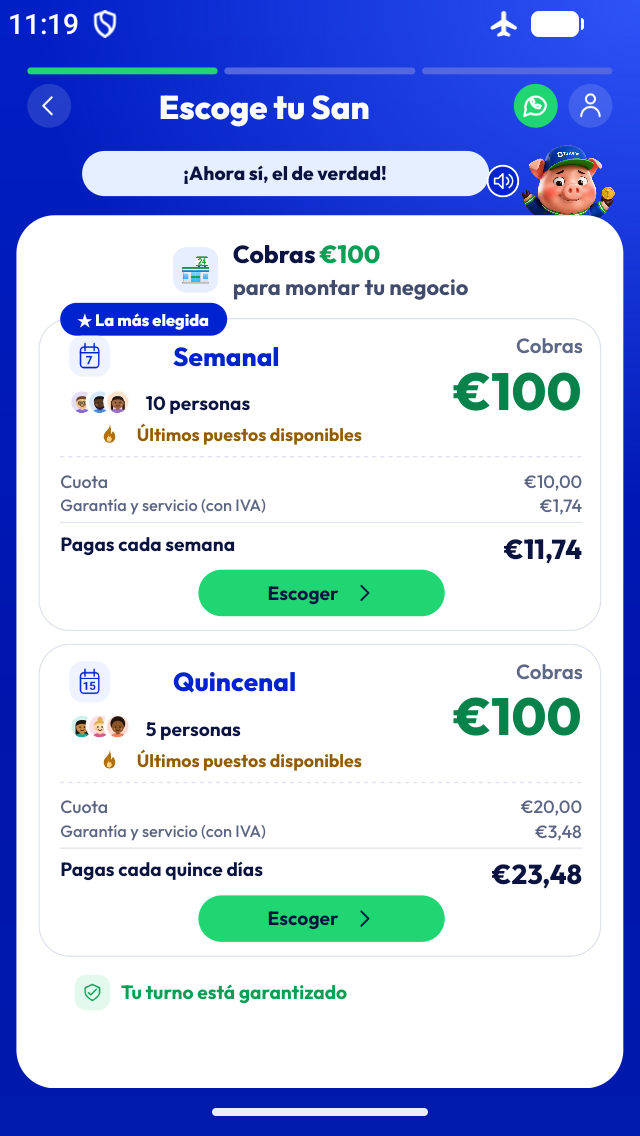 11:19
Escoge tu San
¡Ahora sí, el de verdad!
Cobras €100
para montar tu negocio
★ La más elegida
7
Semanal
Cobras
€100
10 personas
Últimos puestos disponibles
Cuota €10,00
Garantía y servicio (con IVA) €1,74
Pagas cada semana €11,74
Escoger
15
Quincenal
Cobras
€100
5 personas
Últimos puestos disponibles
Cuota €20,00
Garantía y servicio (con IVA) €3,48
Pagas cada quince días €23,48
Escoger
Tu turno está garantizado